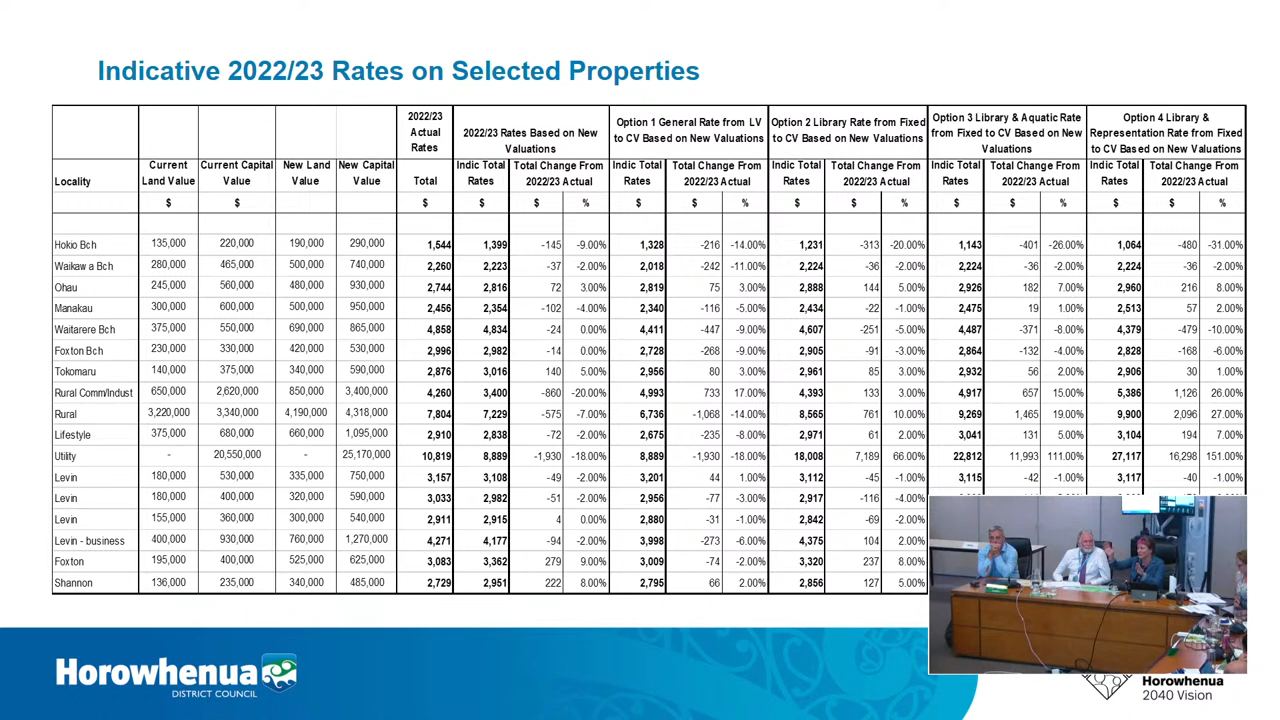 Indicative 2022/23 Rates on Selected Properties
2022/23 Actual Rates | 2022/23 Rates Based on New Valuations | Option 1 General Rate from LV to CV Based on New Valuations | Option 2 Library Rate from Fixed to CV Based on New Valuations | Option 3 Library & Aquatic Rate from Fixed to CV Based on New Valuations | Option 4 Library & Representation Rate from Fixed to CV Based on New Valuations
Locality | Current Land Value | Current Capital Value | New Land Value | New Capital Value | Total | Indic Total Rates | Total Change From 2022/23 Actual | Indic Total Rates | Total Change From 2022/23 Actual | Indic Total Rates | Total Change From 2022/23 Actual | Indic Total Rates | Total Change From 2022/23 Actual | Indic Total Rates | Total Change From 2022/23 Actual
$ $ $ $ $ % $ $ % $ $ % $ $ % $ $ %
Hokio Bch 135,000 220,000 190,000 290,000 1,544 1,399 -145 -9.00% 1,328 -216 -14.00% 1,231 -313 -20.00% 1,143 -401 -26.00% 1,064 -480 -31.00%
Waikawa Bch 280,000 465,000 500,000 740,000 2,260 2,223 -37 -2.00% 2,018 -242 -11.00% 2,224 -36 -2.00% 2,224 -36 -2.00% 2,224 -36 -2.00%
Ohau 245,000 560,000 480,000 930,000 2,744 2,816 72 3.00% 2,819 75 3.00% 2,888 144 5.00% 2,926 182 7.00% 2,960 216 8.00%
Manakau 300,000 600,000 500,000 950,000 2,456 2,354 -102 -4.00% 2,340 -116 -5.00% 2,434 -22 -1.00% 2,475 19 1.00% 2,513 57 2.00%
Waitarere Bch 375,000 550,000 690,000 865,000 4,858 4,834 -24 0.00% 4,411 -447 -9.00% 4,607 -251 -5.00% 4,487 -371 -8.00% 4,379 -479 -10.00%
Foxton Bch 230,000 330,000 420,000 530,000 2,996 2,982 -14 0.00% 2,728 -268 -9.00% 2,905 -91 -3.00% 2,864 -132 -4.00% 2,828 -168 -6.00%
Tokomaru 140,000 375,000 340,000 590,000 2,876 3,016 140 5.00% 2,956 80 3.00% 2,961 85 3.00% 2,932 56 2.00% 2,906 30 1.00%
Rural Comm/Indust 650,000 2,620,000 850,000 3,400,000 4,260 3,400 -860 -20.00% 4,993 733 17.00% 4,393 133 3.00% 4,917 657 15.00% 5,386 1,126 26.00%
Rural 3,220,000 3,340,000 4,190,000 4,318,000 7,804 7,229 -575 -7.00% 6,736 -1,068 -14.00% 8,565 761 10.00% 9,269 1,465 19.00% 9,900 2,096 27.00%
Lifestyle 375,000 680,000 660,000 1,095,000 2,910 2,838 -72 -2.00% 2,675 -235 -8.00% 2,971 61 2.00% 3,041 131 5.00% 3,104 194 7.00%
Utility - 20,550,000 - 25,170,000 10,819 8,889 -1,930 -18.00% 8,889 -1,930 -18.00% 18,008 7,189 66.00% 22,812 11,993 111.00% 27,117 16,298 151.00%
Levin 180,000 530,000 335,000 750,000 3,157 3,108 -49 -2.00% 3,201 44 1.00% 3,112 -45 -1.00% 3,115 -42 -1.00% 3,117 -40 -1.00%
Levin 180,000 400,000 320,000 590,000 3,033 2,982 -51 -2.00% 2,956 -77 -3.00% 2,917 -116 -4.00%
Levin 155,000 360,000 300,000 540,000 2,911 2,915 4 0.00% 2,880 -31 -1.00% 2,842 -69 -2.00%
Levin - business 400,000 930,000 760,000 1,270,000 4,271 4,177 -94 -2.00% 3,998 -273 -6.00% 4,375 104 2.00%
Foxton 195,000 400,000 525,000 625,000 3,083 3,362 279 9.00% 3,009 -74 -2.00% 3,320 237 8.00%
Shannon 136,000 235,000 340,000 485,000 2,729 2,951 222 8.00% 2,795 66 2.00% 2,856 127 5.00%
Horowhenua
DISTRICT COUNCIL
Horowhenua
2040 Vision